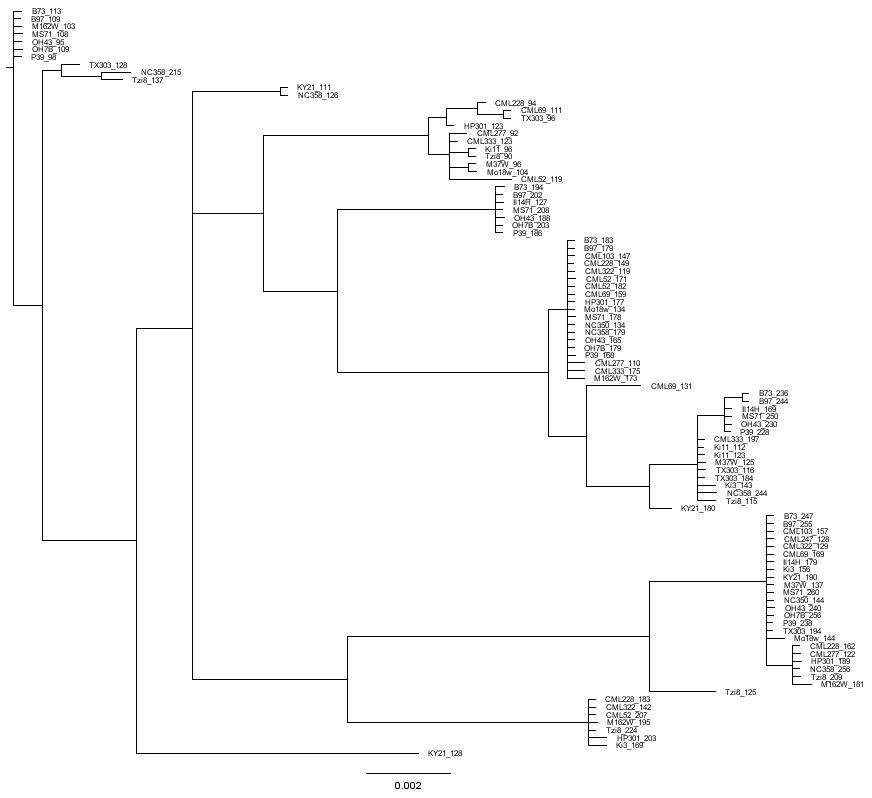 B73_113
B97_109
M162W_103
MS71_108
OH43_95
OH7B_109
P39_98
TX303_128
NC358_215
Tzi8_137
KY21_111
NC358_126
CML228_94
CML69_111
TX303_96
HP301_123
CML277_92
CML333_123
Ki11_96
Tzi8_90
M37W_96
Mo18w_104
CML52_119
B73_194
B97_202
Il14H_127
MS71_208
OH43_188
OH7B_203
P39_186
B73_183
B97_179
CML103_147
CML228_149
CML322_119
CML52_171
CML52_182
CML69_159
HP301_177
Mo18w_134
MS71_178
NC350_134
NC358_179
OH43_165
OH7B_179
P39_168
CML277_110
CML333_175
M162W_173
CML69_131
B73_236
B97_244
Il14H_169
MS71_250
OH43_230
P39_228
CML333_197
Ki11_112
Ki11_123
M37W_125
TX303_116
TX303_184
Ki3_143
NC358_244
Tzi8_115
KY21_180
B73_247
B97_255
CML103_157
CML247_128
CML322_129
CML69_169
Il14H_179
Ki3_156
KY21_190
M37W_137
MS71_260
NC350_144
OH43_240
OH7B_256
P39_238
TX303_194
Mo18w_144
CML228_162
CML277_122
HP301_189
NC358_256
Tzi8_209
M162W_181
Tzi8_125
CML228_183
CML322_142
CML52_207
M162W_195
Tzi8_224
HP301_203
Ki3_169
KY21_128
0.002